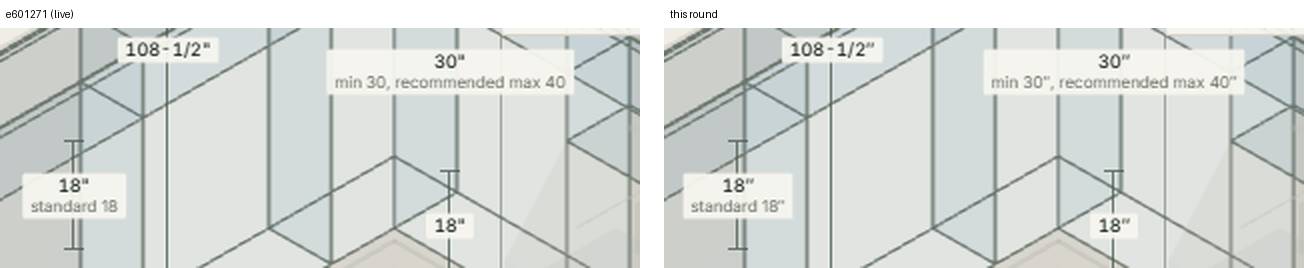 e601271 (live)
this round
108-1/2"
30"
min 30, recommended max 40
18"
standard 18
18"
108-1/2″
30″
min 30″, recommended max 40″
18″
standard 18″
18″